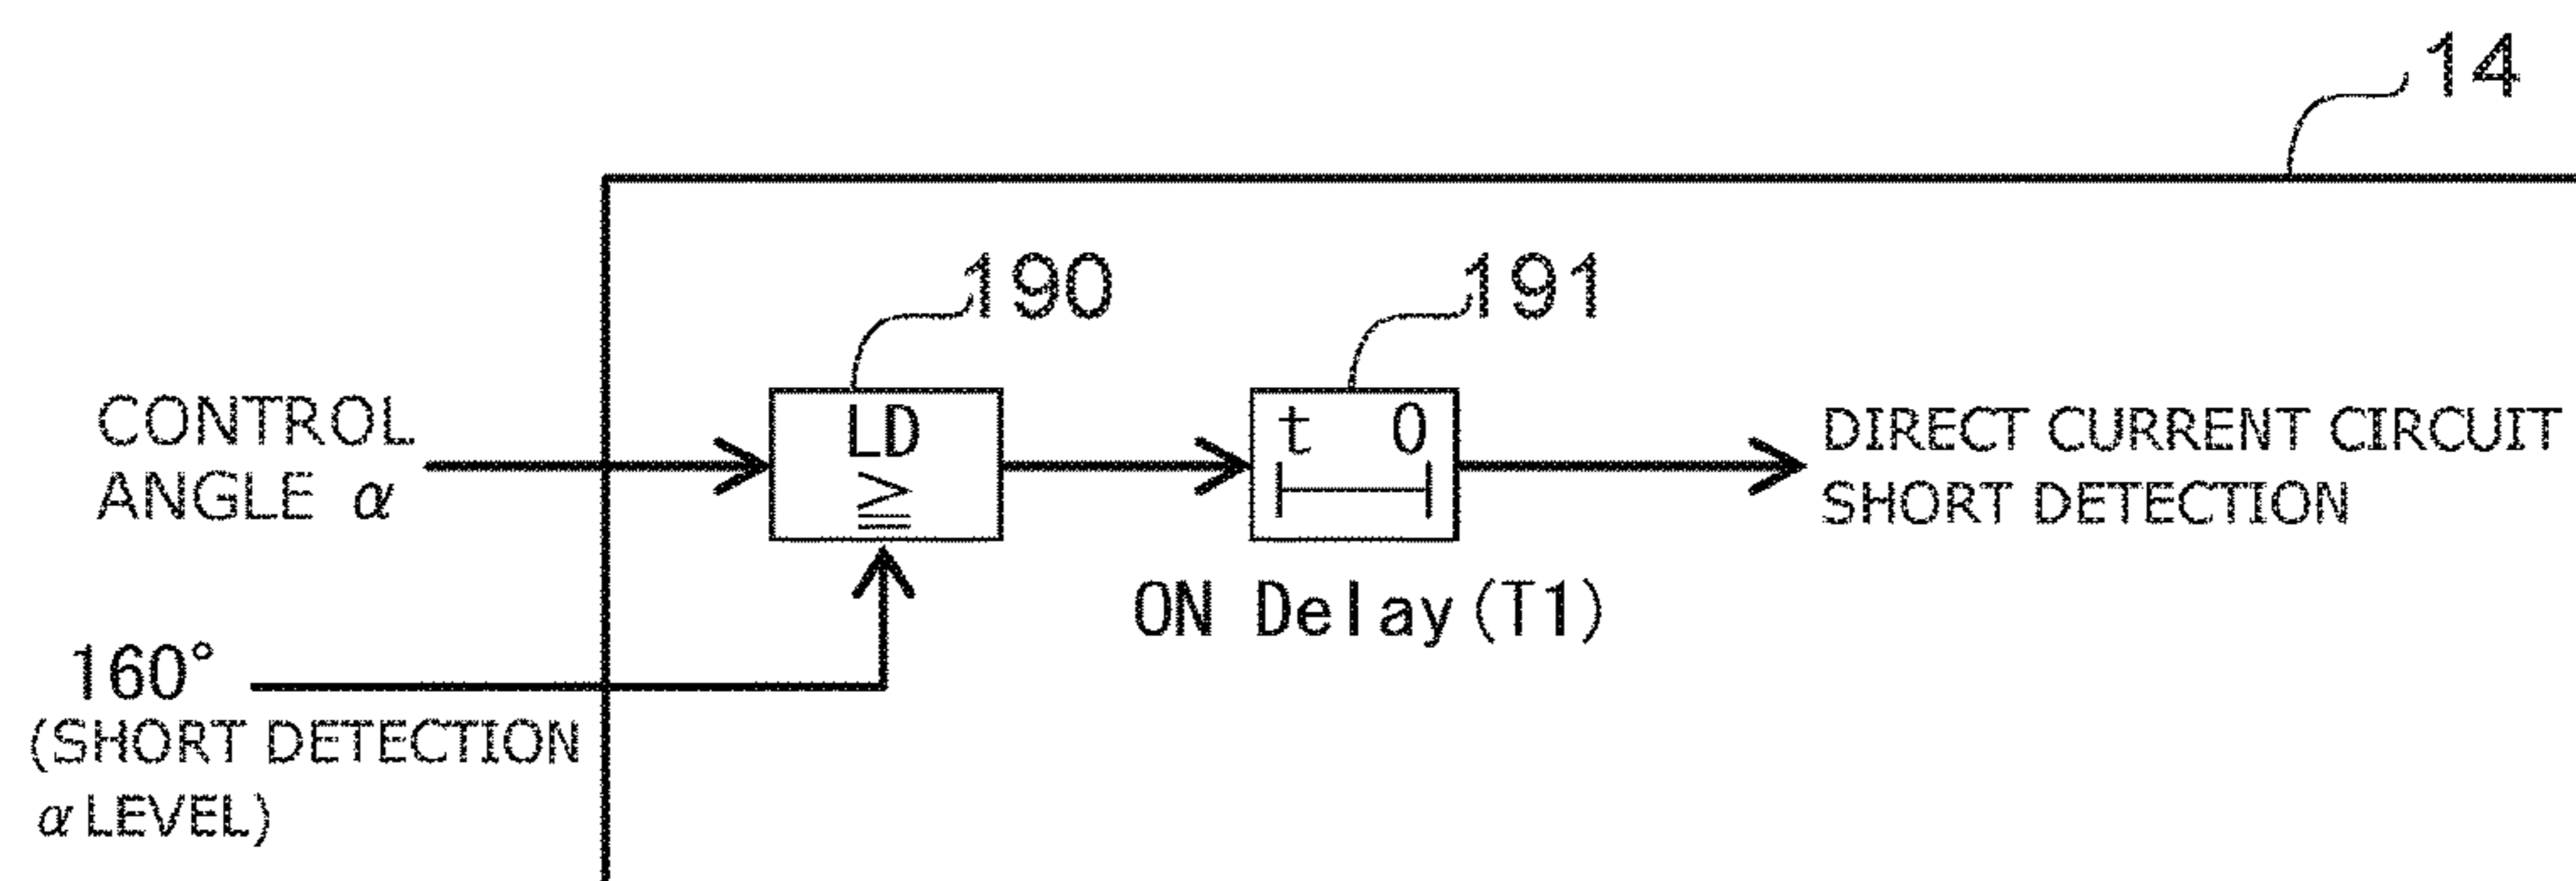 14
190
191
CONTROL
ANGLE α
LD
≧
t 0
DIRECT CURRENT CIRCUIT
SHORT DETECTION
ON Delay(T1)
160°
(SHORT DETECTION
α LEVEL)